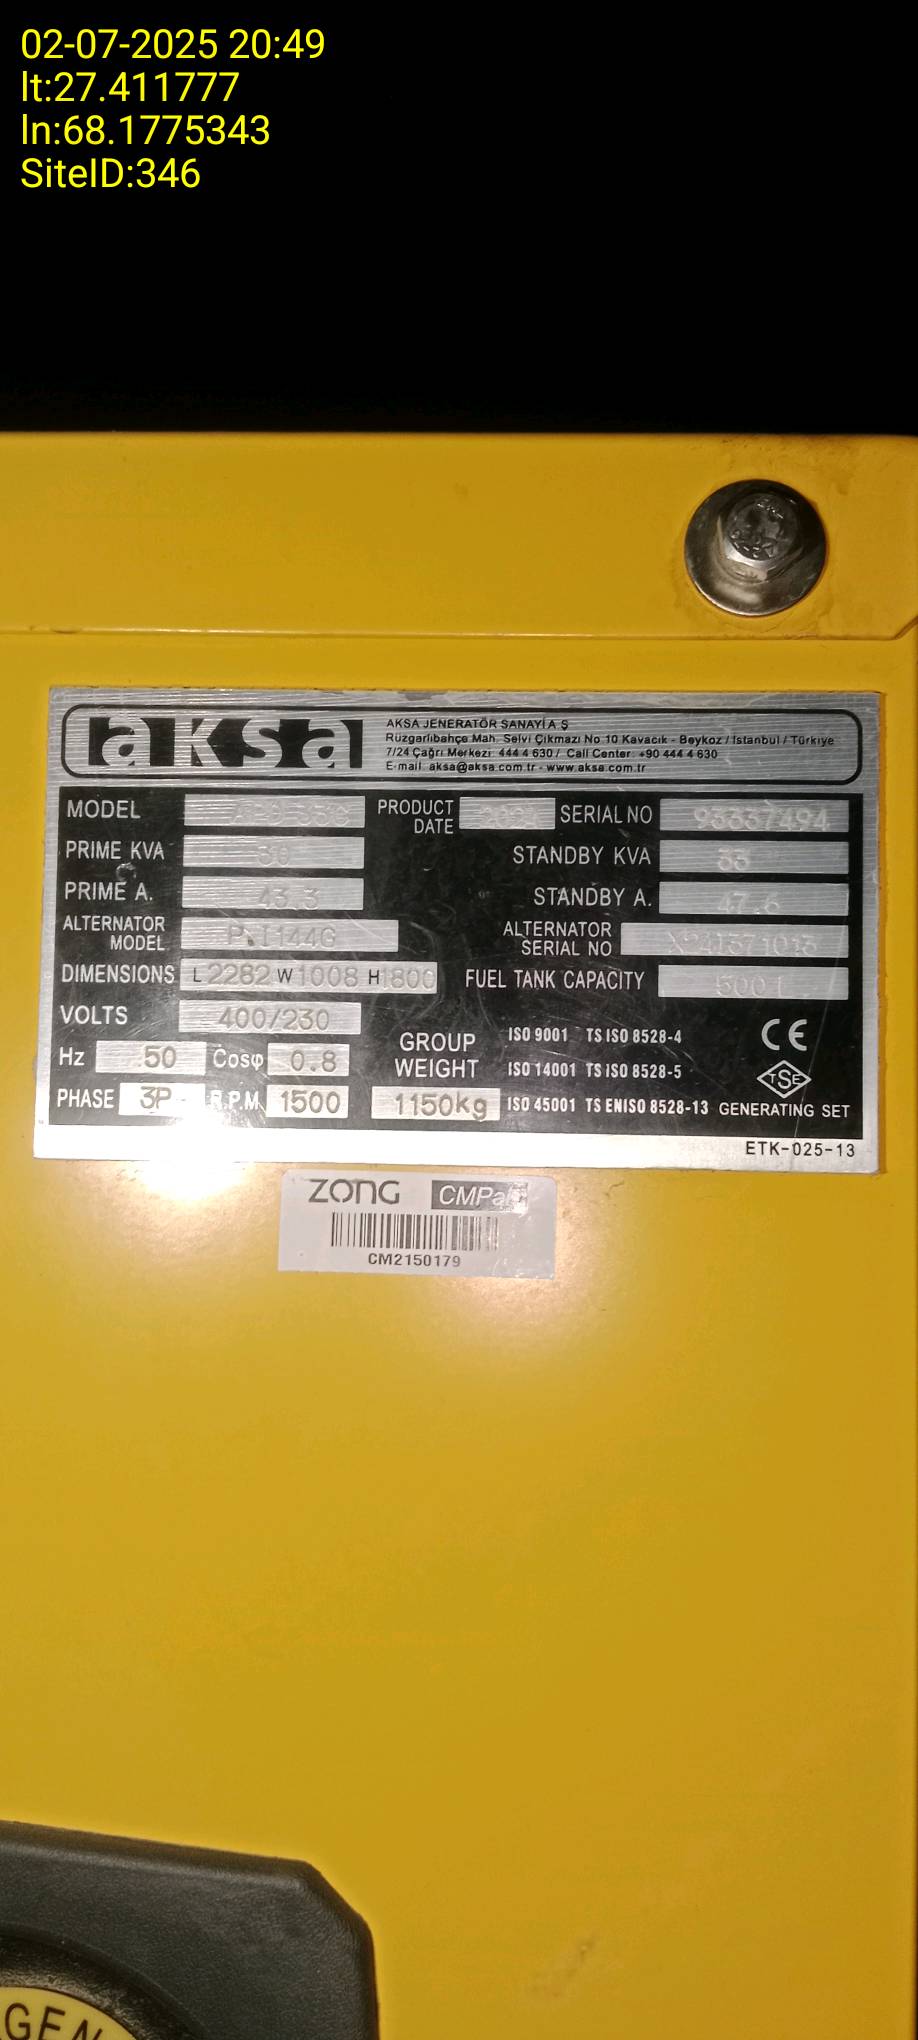 02-07-2025 20:49
lt:27.411777
ln:68.1775343
SiteID:346
aksa
AKSA JENERATÖR SANAYİ A Ş
Rüzgarlıbahçe Mah. Selvi Çıkmazı No 10 Kavacık - Beykoz / İstanbul / Türkiye
7/24 Çağrı Merkezi: 444 4 630 / Call Center: +90 444 4 630
E-mail: aksa@aksa.com.tr - www.aksa.com.tr
MODEL PRODUCT DATE SERIAL NO 93337494
PRIME KVA 30 STANDBY KVA 33
PRIME A. 43.3 STANDBY A. 47.6
ALTERNATOR MODEL ALTERNATOR SERIAL NO
DIMENSIONS L 2282 W 1008 H 1800 FUEL TANK CAPACITY
VOLTS 400/230
Hz 50 Cosφ 0.8
PHASE 3P R.P.M 1500
GROUP WEIGHT 1150kg
ISO 9001 TS ISO 8528-4
ISO 14001 TS ISO 8528-5
ISO 45001 TS EN ISO 8528-13
CE
TSE
GENERATING SET
ETK-025-13
ZONG CMPak
CM2150179